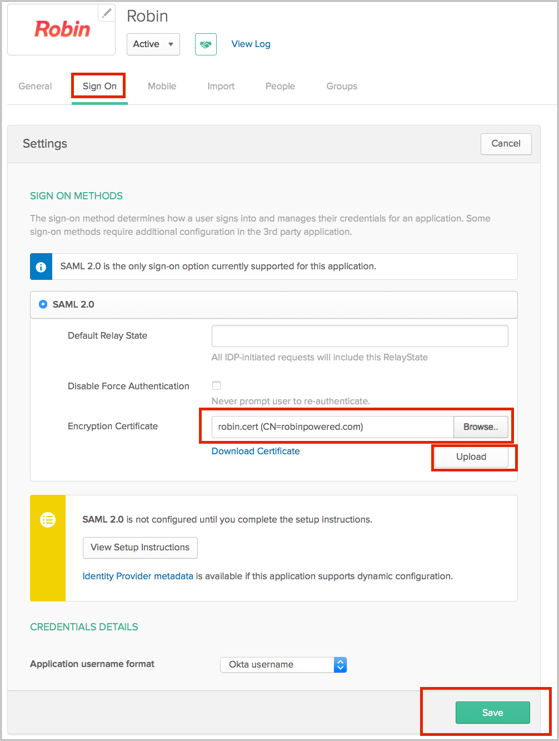 Robin
Robin
Active
View Log
General
Sign On
Mobile
Import
People
Groups
Settings
Cancel
SIGN ON METHODS
The sign-on method determines how a user signs into and manages their credentials for an application. Some
sign-on methods require additional configuration in the 3rd party application.
SAML 2.0 is the only sign-on option currently supported for this application.
SAML 2.0
Default Relay State
All IDP-initiated requests will include this RelayState
Disable Force Authentication
Never prompt user to re-authenticate.
Encryption Certificate
robin.cert (CN=robinpowered.com)
Browse..
Download Certificate
Upload
SAML 2.0 is not configured until you complete the setup instructions.
View Setup Instructions
Identity Provider metadata is available if this application supports dynamic configuration.
CREDENTIALS DETAILS
Application username format
Okta username
Save